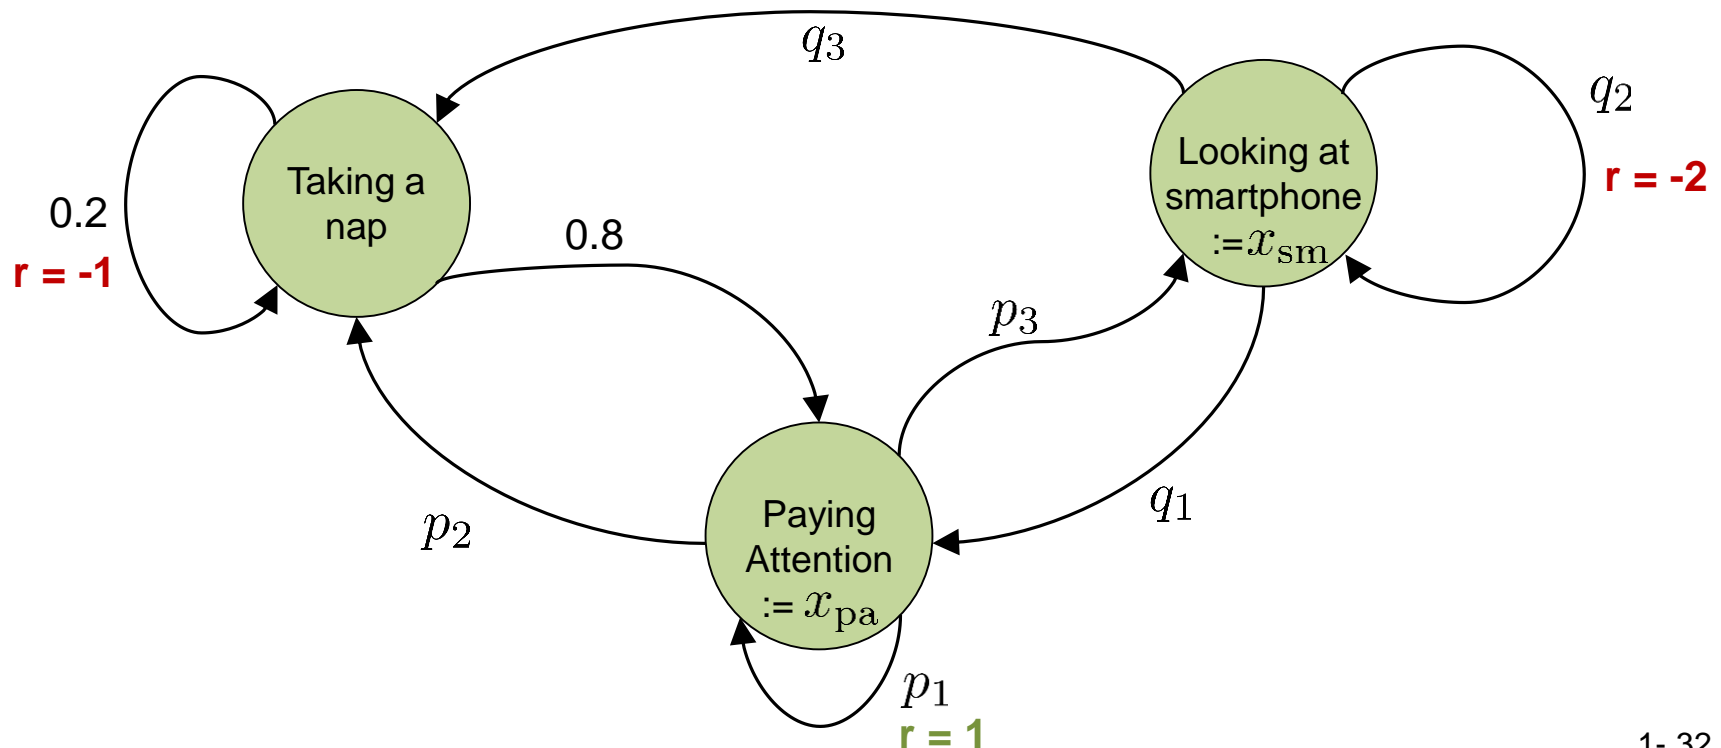 q₃
q₂
r = -2
Taking a
nap
0.2
r = -1
0.8
Looking at
smartphone
:=x_sm
p₃
q₁
p₂
Paying
Attention
:= x_pa
p₁
r = 1
1- 32